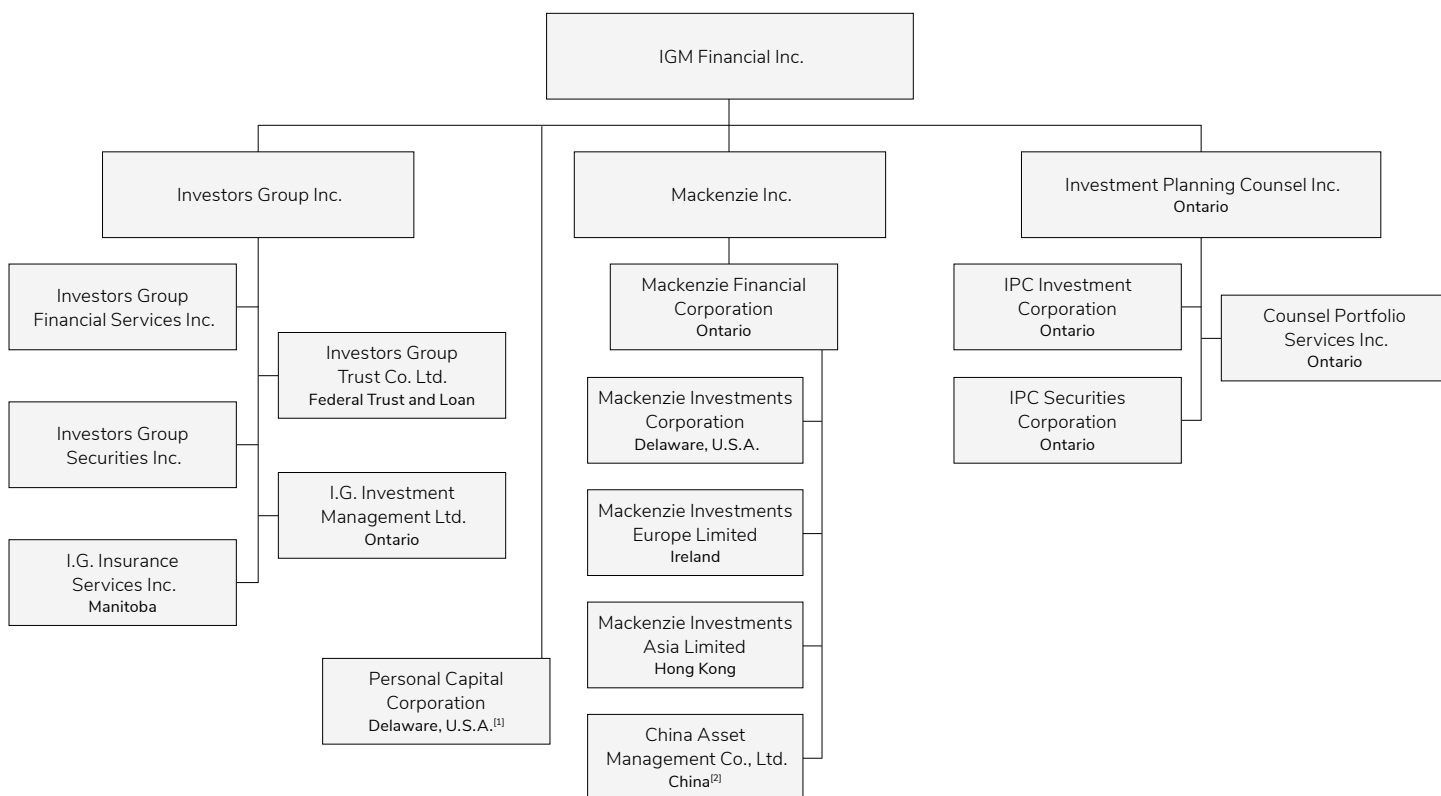 IGM Financial Inc.
Investors Group Inc.
Mackenzie Inc.
Investment Planning Counsel Inc.
Ontario
Investors Group
Financial Services Inc.
Investors Group
Trust Co. Ltd.
Federal Trust and Loan
Investors Group
Securities Inc.
I.G. Investment
Management Ltd.
Ontario
I.G. Insurance
Services Inc.
Manitoba
Personal Capital
Corporation
Delaware, U.S.A.[1]
Mackenzie Financial
Corporation
Ontario
Mackenzie Investments
Corporation
Delaware, U.S.A.
Mackenzie Investments
Europe Limited
Ireland
Mackenzie Investments
Asia Limited
Hong Kong
China Asset
Management Co., Ltd.
China[2]
IPC Investment
Corporation
Ontario
Counsel Portfolio
Services Inc.
Ontario
IPC Securities
Corporation
Ontario